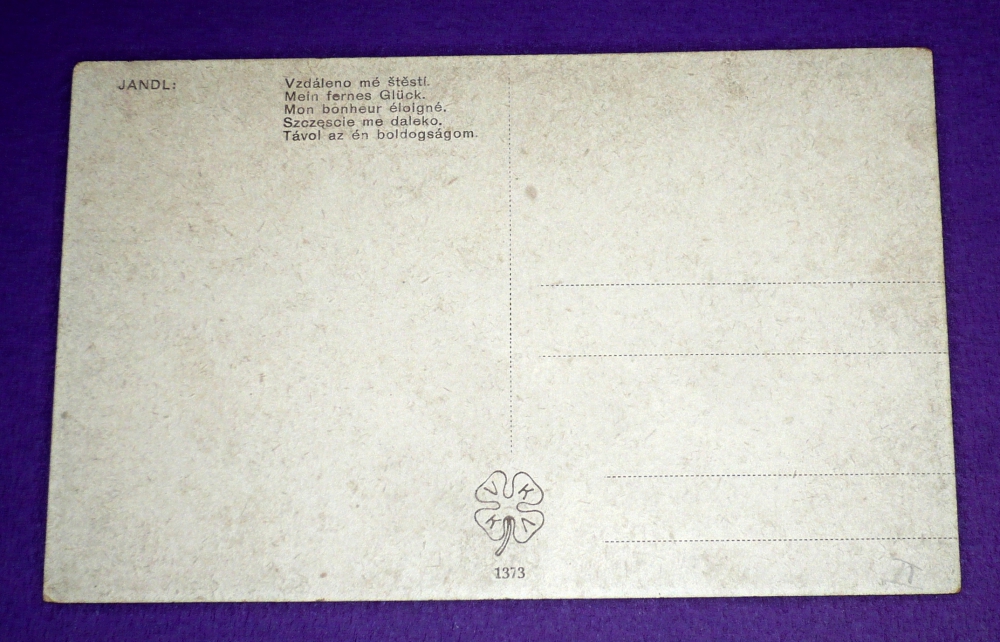 JANDL:
Vzdáleno mé štěstí.
Mein fernes Glück.
Mon bonheur éloigné.
Szczęscie me daleko.
Távol az én boldogságom.
V K
K V
1373